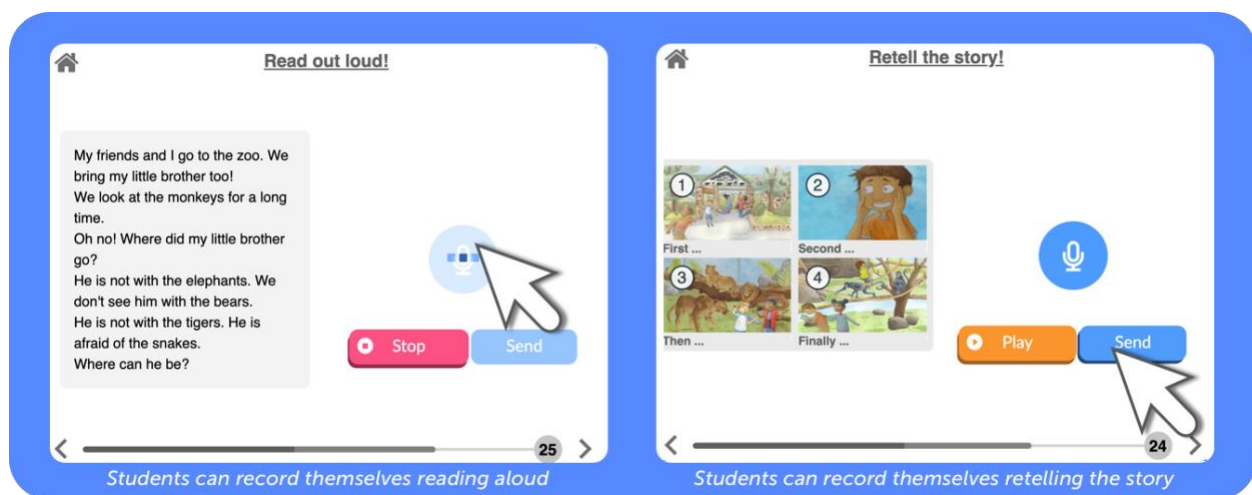 Read out loud!
My friends and I go to the zoo. We
bring my little brother too!
We look at the monkeys for a long
time.
Oh no! Where did my little brother
go?
He is not with the elephants. We
don't see him with the bears.
He is not with the tigers. He is
afraid of the snakes.
Where can he be?
Stop
Send
25
Students can record themselves reading aloud
Retell the story!
1
2
First ...
Second ...
3
4
Then ...
Finally ...
Play
Send
24
Students can record themselves retelling the story